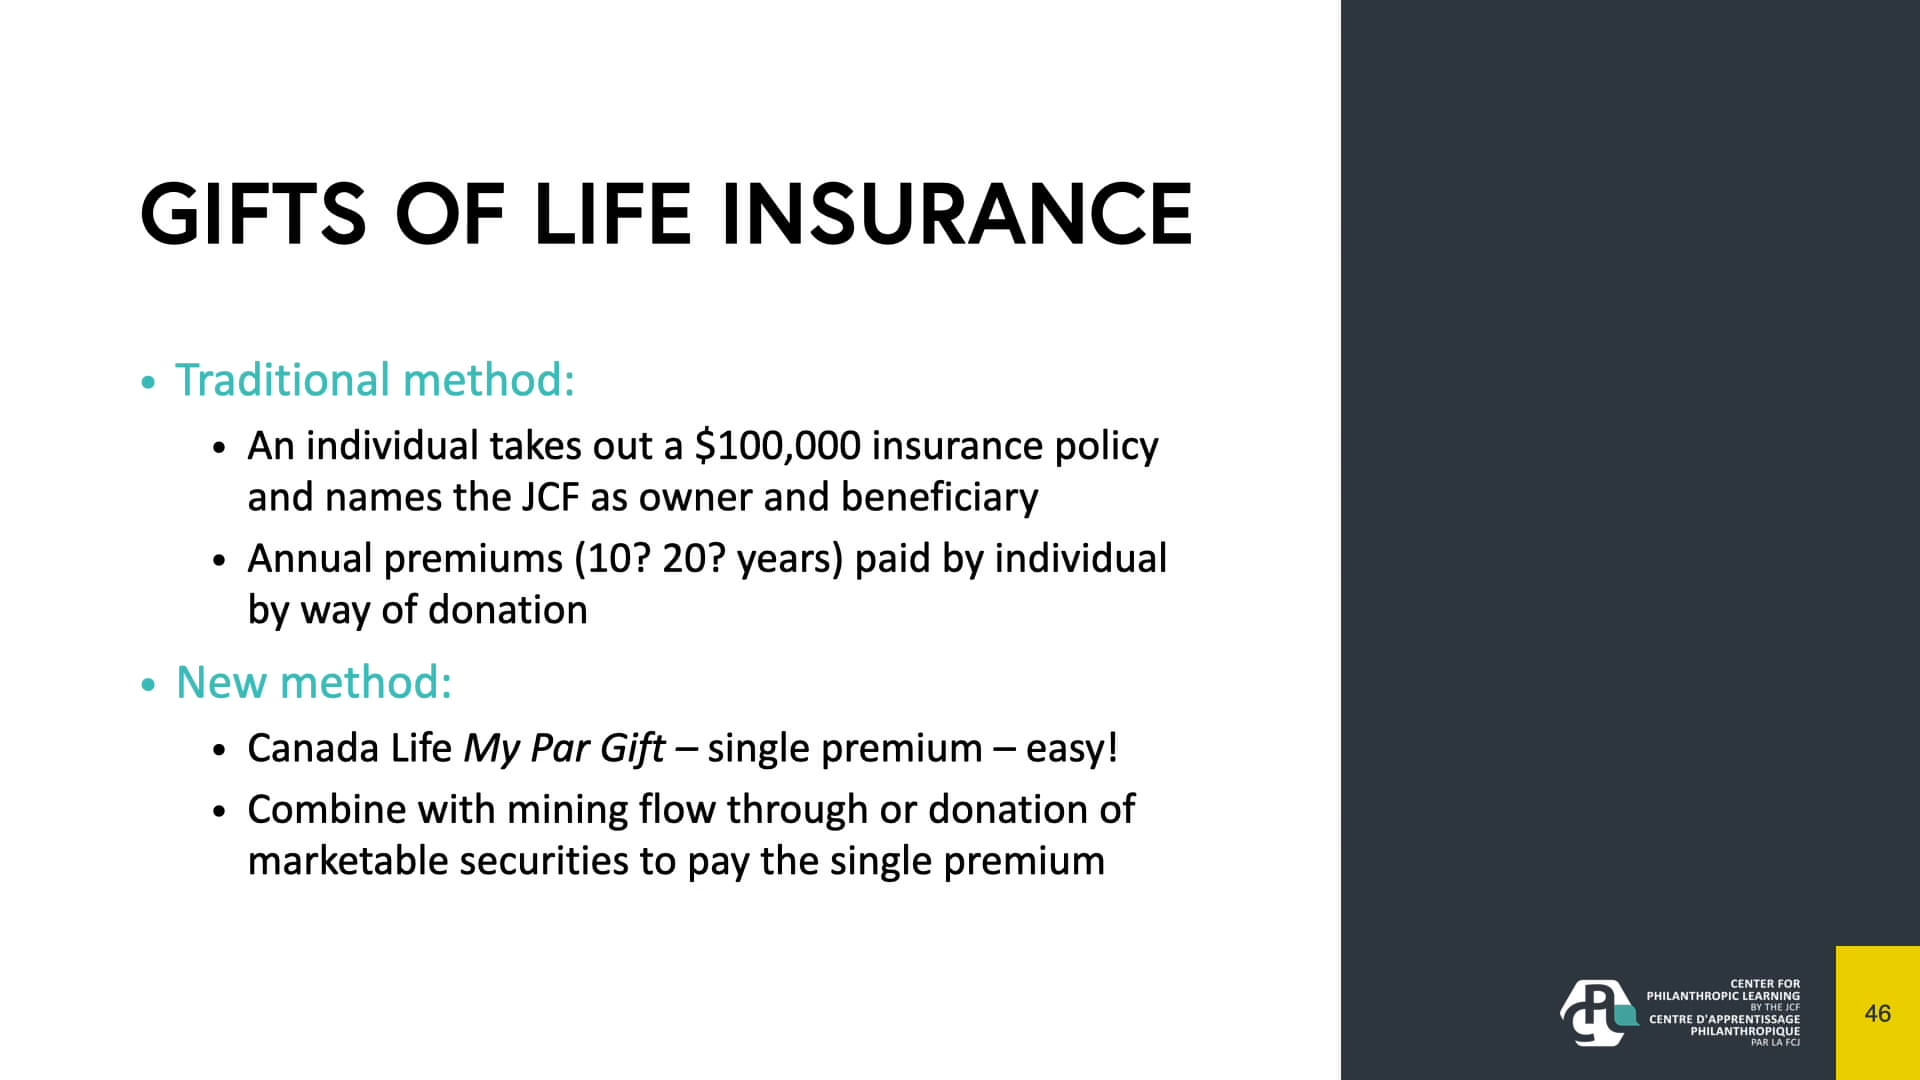 GIFTS OF LIFE INSURANCE
• Traditional method:
• An individual takes out a $100,000 insurance policy
and names the JCF as owner and beneficiary
• Annual premiums (10? 20? years) paid by individual
by way of donation
• New method:
• Canada Life My Par Gift – single premium – easy!
• Combine with mining flow through or donation of
marketable securities to pay the single premium
CENTER FOR
PHILANTHROPIC LEARNING
BY THE JCF
CENTRE D'APPRENTISSAGE
PHILANTHROPIQUE
PAR LA FCJ
46